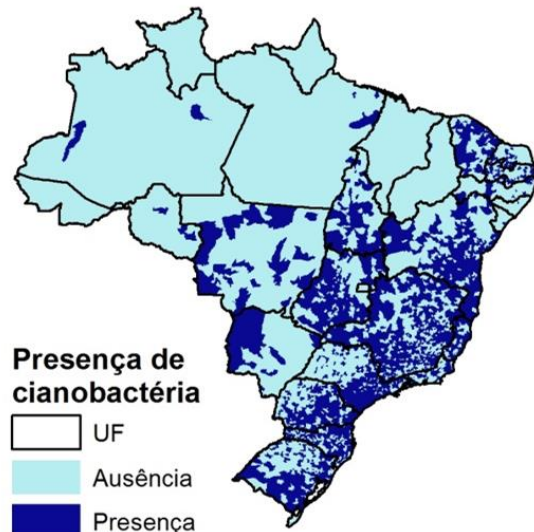 Presença de
cianobactéria
UF
Ausência
Presença